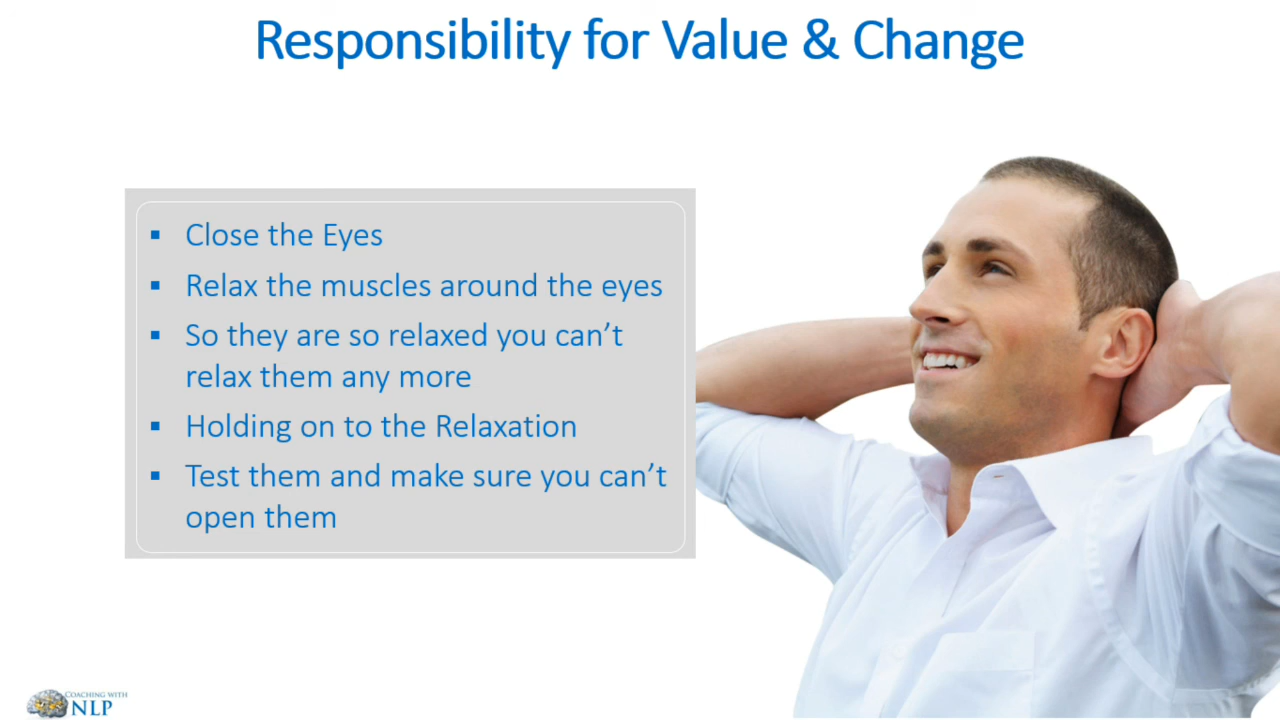 Responsibility for Value & Change
▪ Close the Eyes
▪ Relax the muscles around the eyes
▪ So they are so relaxed you can’t
relax them any more
▪ Holding on to the Relaxation
▪ Test them and make sure you can’t
open them
COACHING WITH
NLP